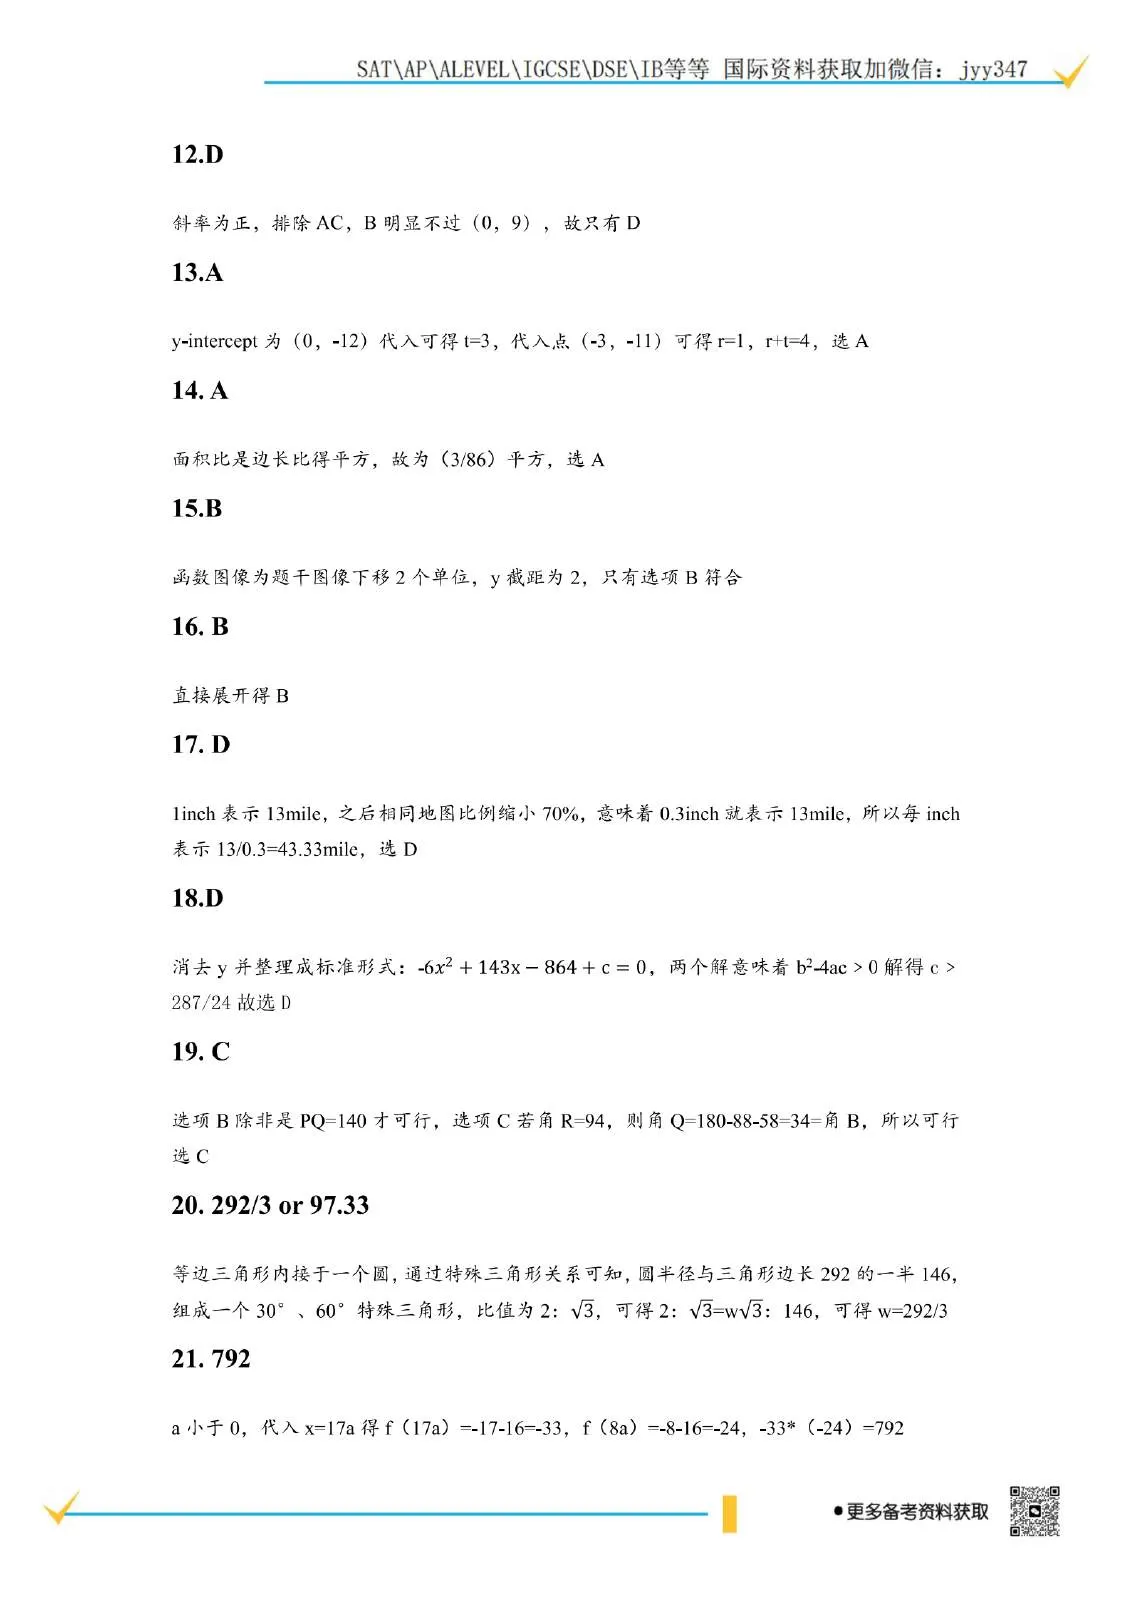 SAT\AP\ALEVEL\IGCSE\DSE\IB等等 国际资料获取加微信：jyy347
12.D
斜率为正，排除 AC，B 明显不过（0，9），故只有 D
13.A
y-intercept 为（0，-12）代入可得 t=3，代入点（-3，-11）可得 r=1，r+t=4，选 A
14. A
面积比是边长比得平方，故为（3/86）平方，选 A
15.B
函数图像为题干图像下移 2 个单位，y 截距为 2，只有选项 B 符合
16. B
直接展开得 B
17. D
1inch 表示 13mile，之后相同地图比例缩小 70%，意味着 0.3inch 就表示 13mile，所以每 inch
表示 13/0.3=43.33mile，选 D
18.D
消去 y 并整理成标准形式：-6x² + 143x − 864 + c = 0，两个解意味着 b²-4ac > 0 解得 c >
287/24 故选 D
19. C
选项 B 除非是 PQ=140 才可行，选项 C 若角 R=94，则角 Q=180-88-58=34=角 B，所以可行
选 C
20. 292/3 or 97.33
等边三角形内接于一个圆，通过特殊三角形关系可知，圆半径与三角形边长 292 的一半 146，
组成一个 30°、60°特殊三角形，比值为 2：√3，可得 2：√3=w√3：146，可得 w=292/3
21. 792
a 小于 0，代入 x=17a 得 f（17a）=-17-16=-33，f（8a）=-8-16=-24，-33*（-24）=792
•更多备考资料获取